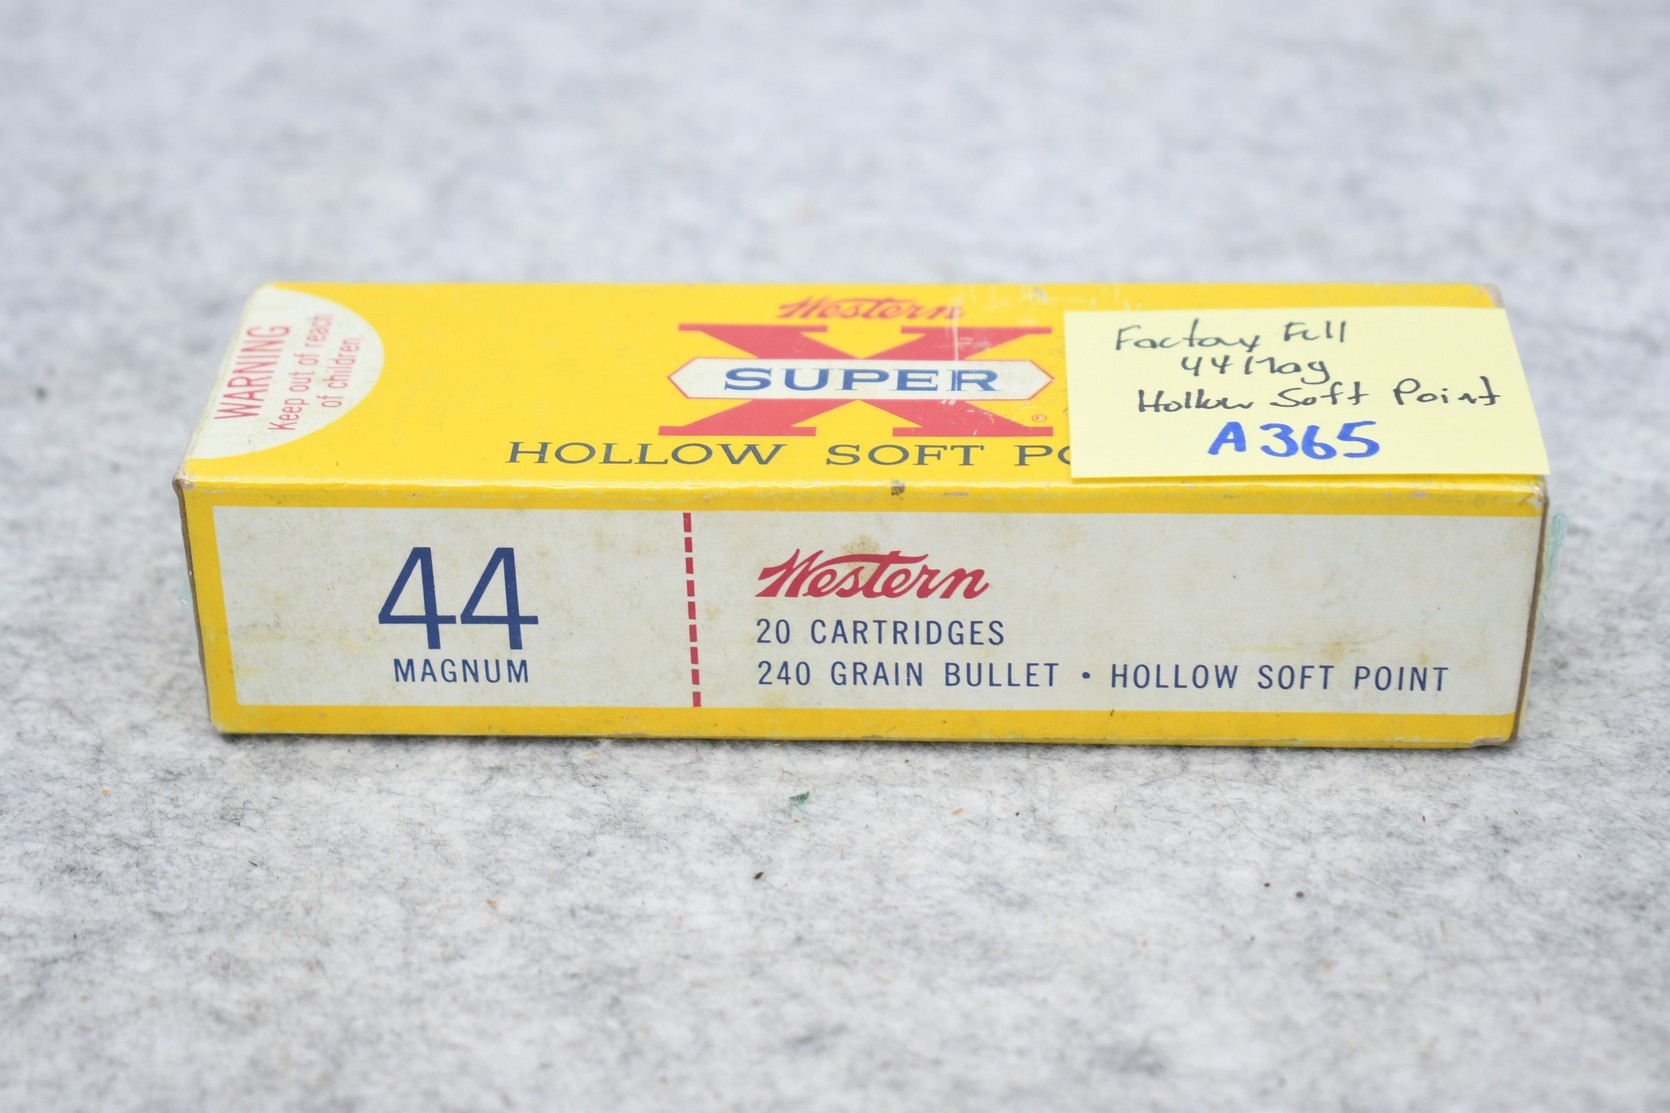 WARNING
Keep out of reach
of children
Western
X
SUPER
®
HOLLOW SOFT PO
Factory Full
44 Mag
Hollow Soft Point
A365
44
MAGNUM
Western
20 CARTRIDGES
240 GRAIN BULLET • HOLLOW SOFT POINT